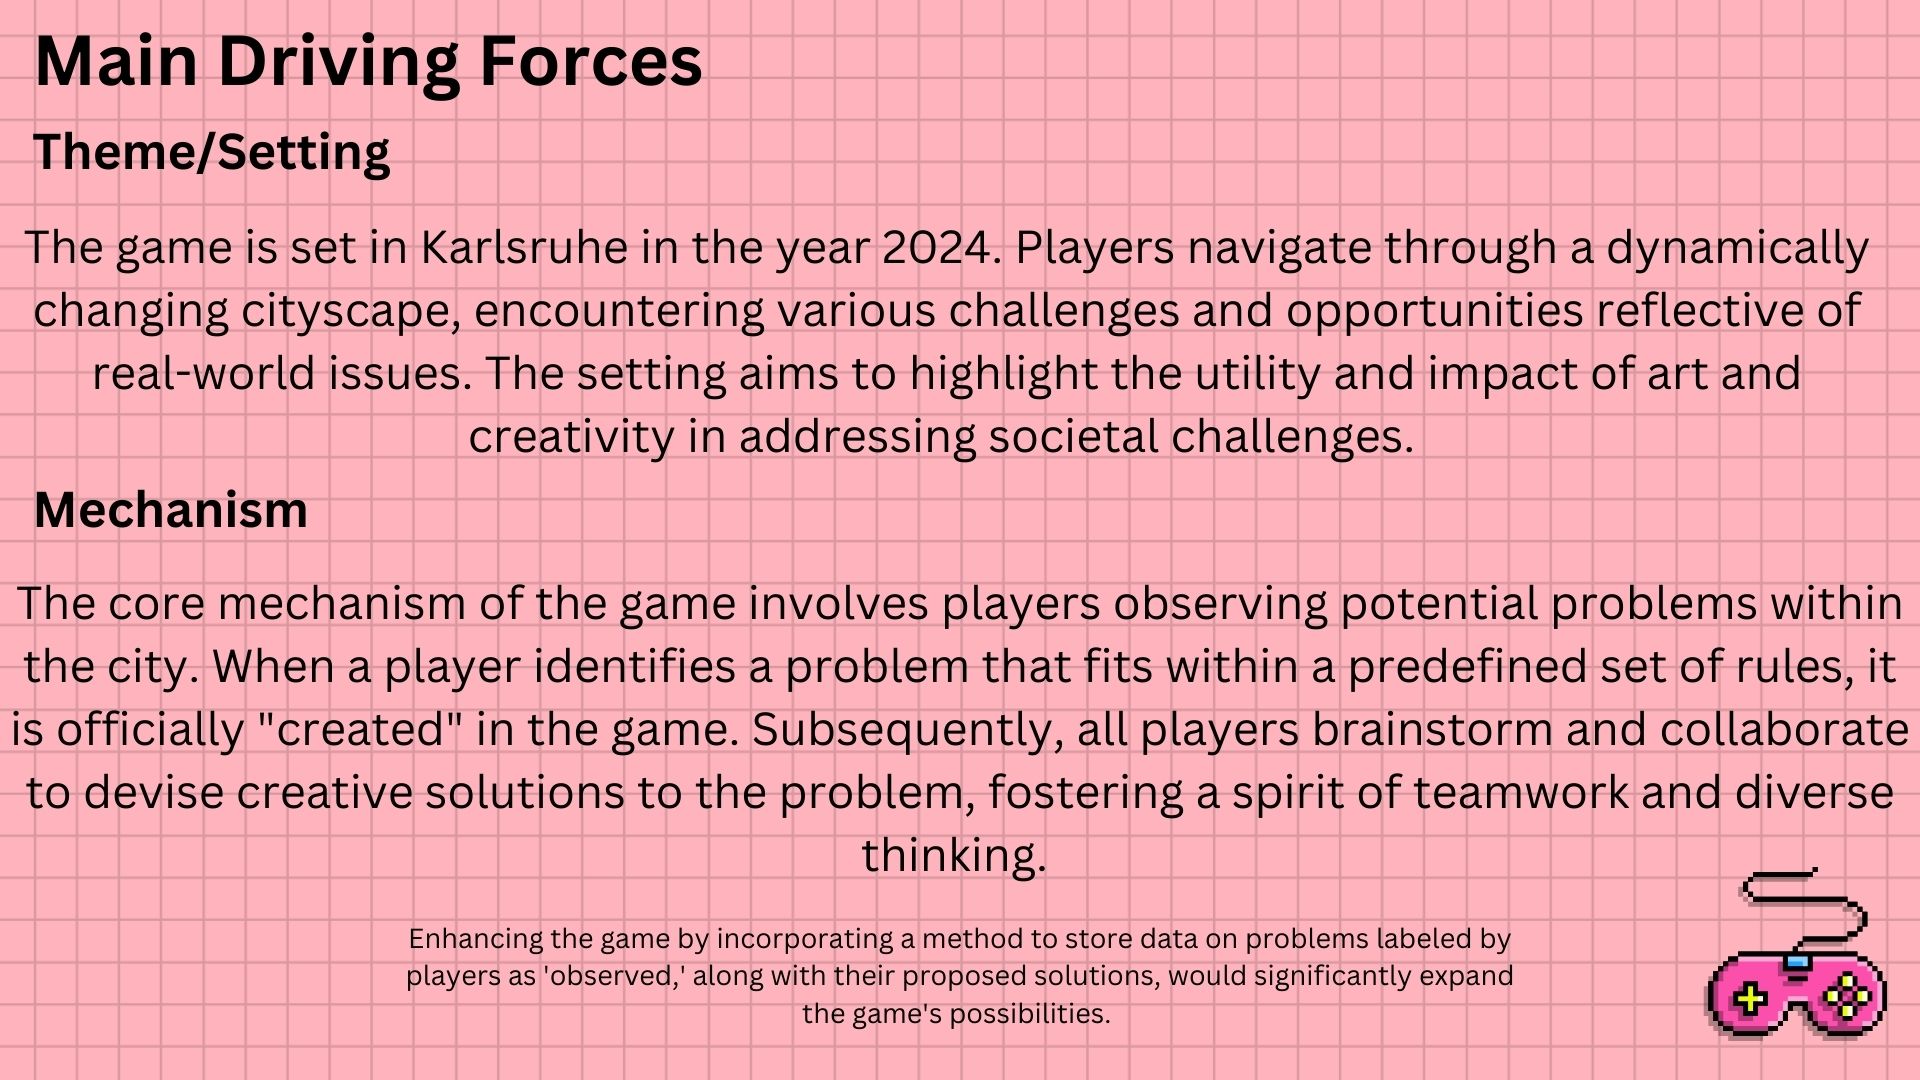 Main Driving Forces
Theme/Setting
The game is set in Karlsruhe in the year 2024. Players navigate through a dynamically
changing cityscape, encountering various challenges and opportunities reflective of
real-world issues. The setting aims to highlight the utility and impact of art and
creativity in addressing societal challenges.
Mechanism
The core mechanism of the game involves players observing potential problems within
the city. When a player identifies a problem that fits within a predefined set of rules, it
is officially "created" in the game. Subsequently, all players brainstorm and collaborate
to devise creative solutions to the problem, fostering a spirit of teamwork and diverse
thinking.
Enhancing the game by incorporating a method to store data on problems labeled by
players as 'observed,' along with their proposed solutions, would significantly expand
the game's possibilities.